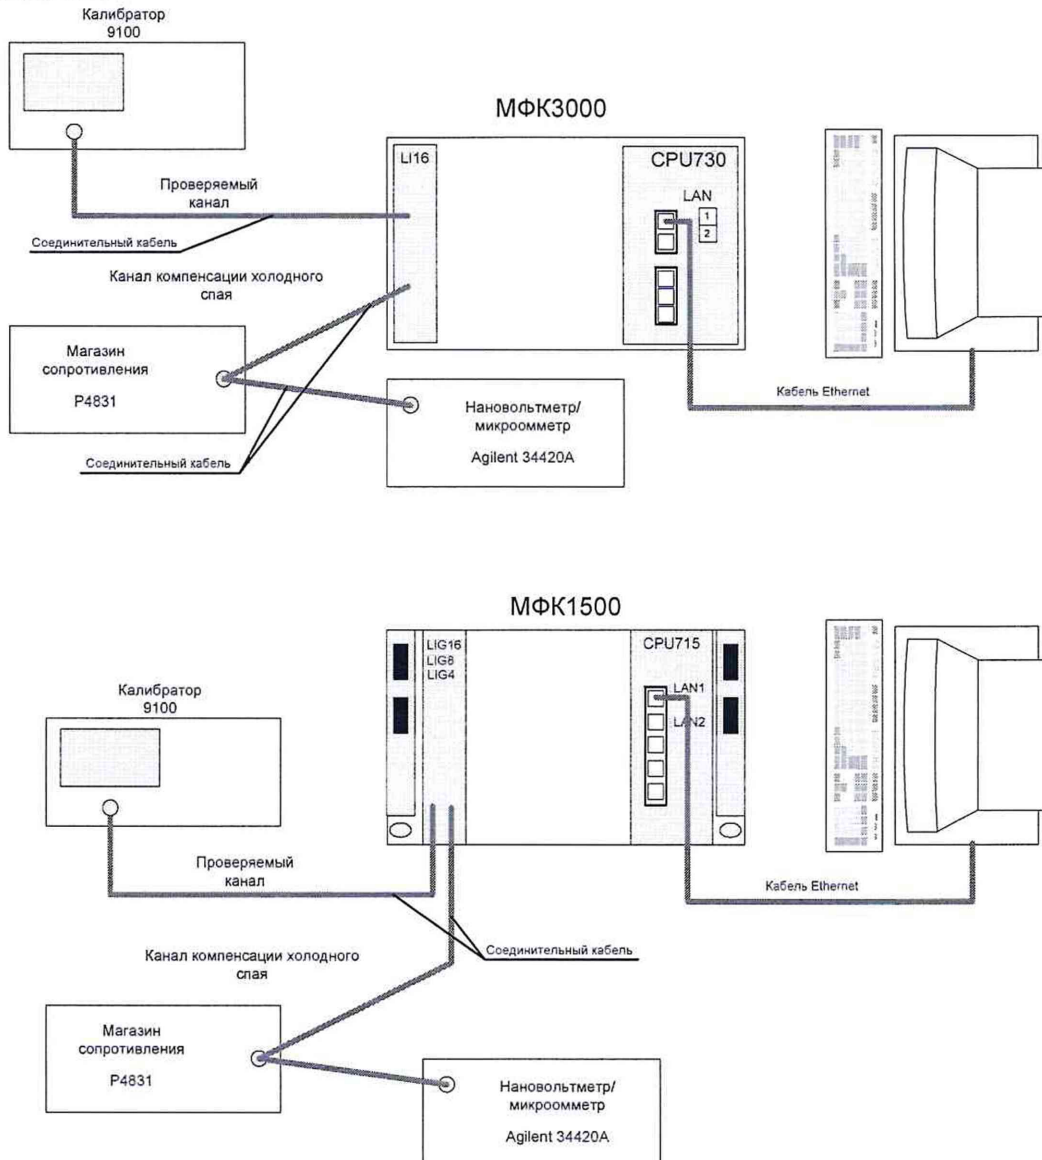 Калибратор
9100
МФК3000
LI16
CPU730
LAN
1
2
Проверяемый
канал
Соединительный кабель
Канал компенсации холодного
спая
Магазин
сопротивления
Р4831
Нановольтметр/
микроомметр
Agilent 34420A
Кабель Ethernet
Соединительный кабель
МФК1500
LIG16
LIG8
LIG4
CPU715
LAN1
LAN2
Калибратор
9100
Проверяемый
канал
Кабель Ethernet
Соединительный кабель
Канал компенсации холодного
спая
Магазин
сопротивления
Р4831
Нановольтметр/
микроомметр
Agilent 34420A